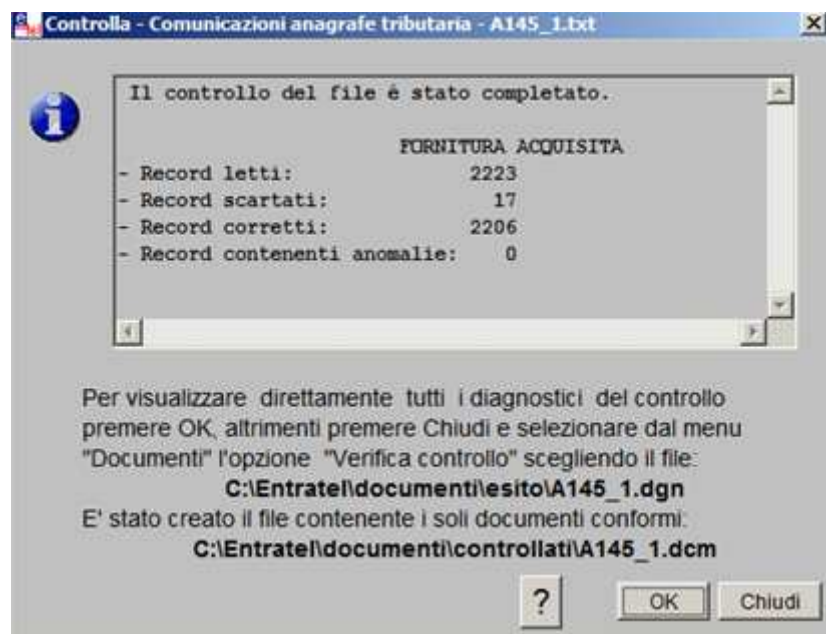 Controlla - Comunicazioni anagrafe tributaria - A145_1.txt
Il controllo del file è stato completato.
FORNITURA ACQUISITA
- Record letti: 2223
- Record scartati: 17
- Record corretti: 2206
- Record contenenti anomalie: 0
Per visualizzare direttamente tutti i diagnostici del controllo
premere OK, altrimenti premere Chiudi e selezionare dal menu
"Documenti" l'opzione "Verifica controllo" scegliendo il file:
C:\Entratel\documenti\esito\A145_1.dgn
E' stato creato il file contenente i soli documenti conformi:
C:\Entratel\documenti\controllati\A145_1.dcm
? OK Chiudi